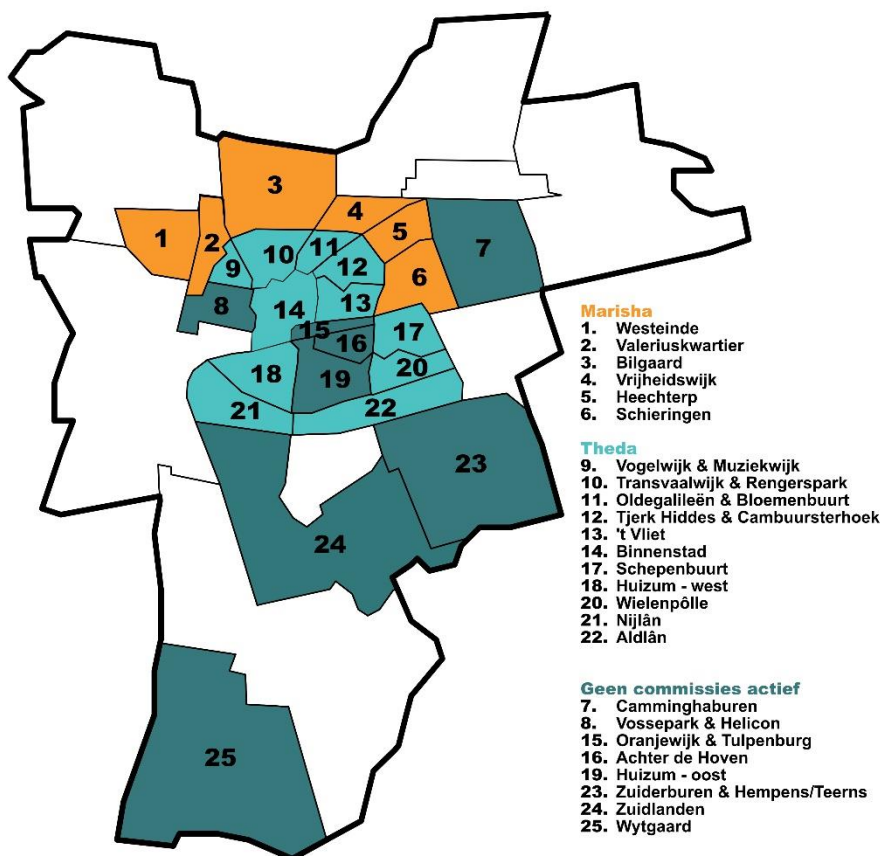 3
4
1
2
5
11
10
12
7
9
6
8
14
13
15
17
16
18
19
20
21
22
23
24
25
Marisha
1. Westeinde
2. Valeriuskwartier
3. Bilgaard
4. Vrijheidswijk
5. Heechterp
6. Schieringen
Theda
9. Vogelwijk & Muziekwijk
10. Transvaalwijk & Rengerspark
11. Oldegalileën & Bloemenbuurt
12. Tjerk Hiddes & Cambuursterhoek
13. 't Vliet
14. Binnenstad
17. Schepenbuurt
18. Huizum - west
20. Wielenpôlle
21. Nijlân
22. Aldlân
Geen commissies actief
7. Camminghaburen
8. Vossepark & Helicon
15. Oranjewijk & Tulpenburg
16. Achter de Hoven
19. Huizum - oost
23. Zuiderburen & Hempens/Teerns
24. Zuidlanden
25. Wytgaard